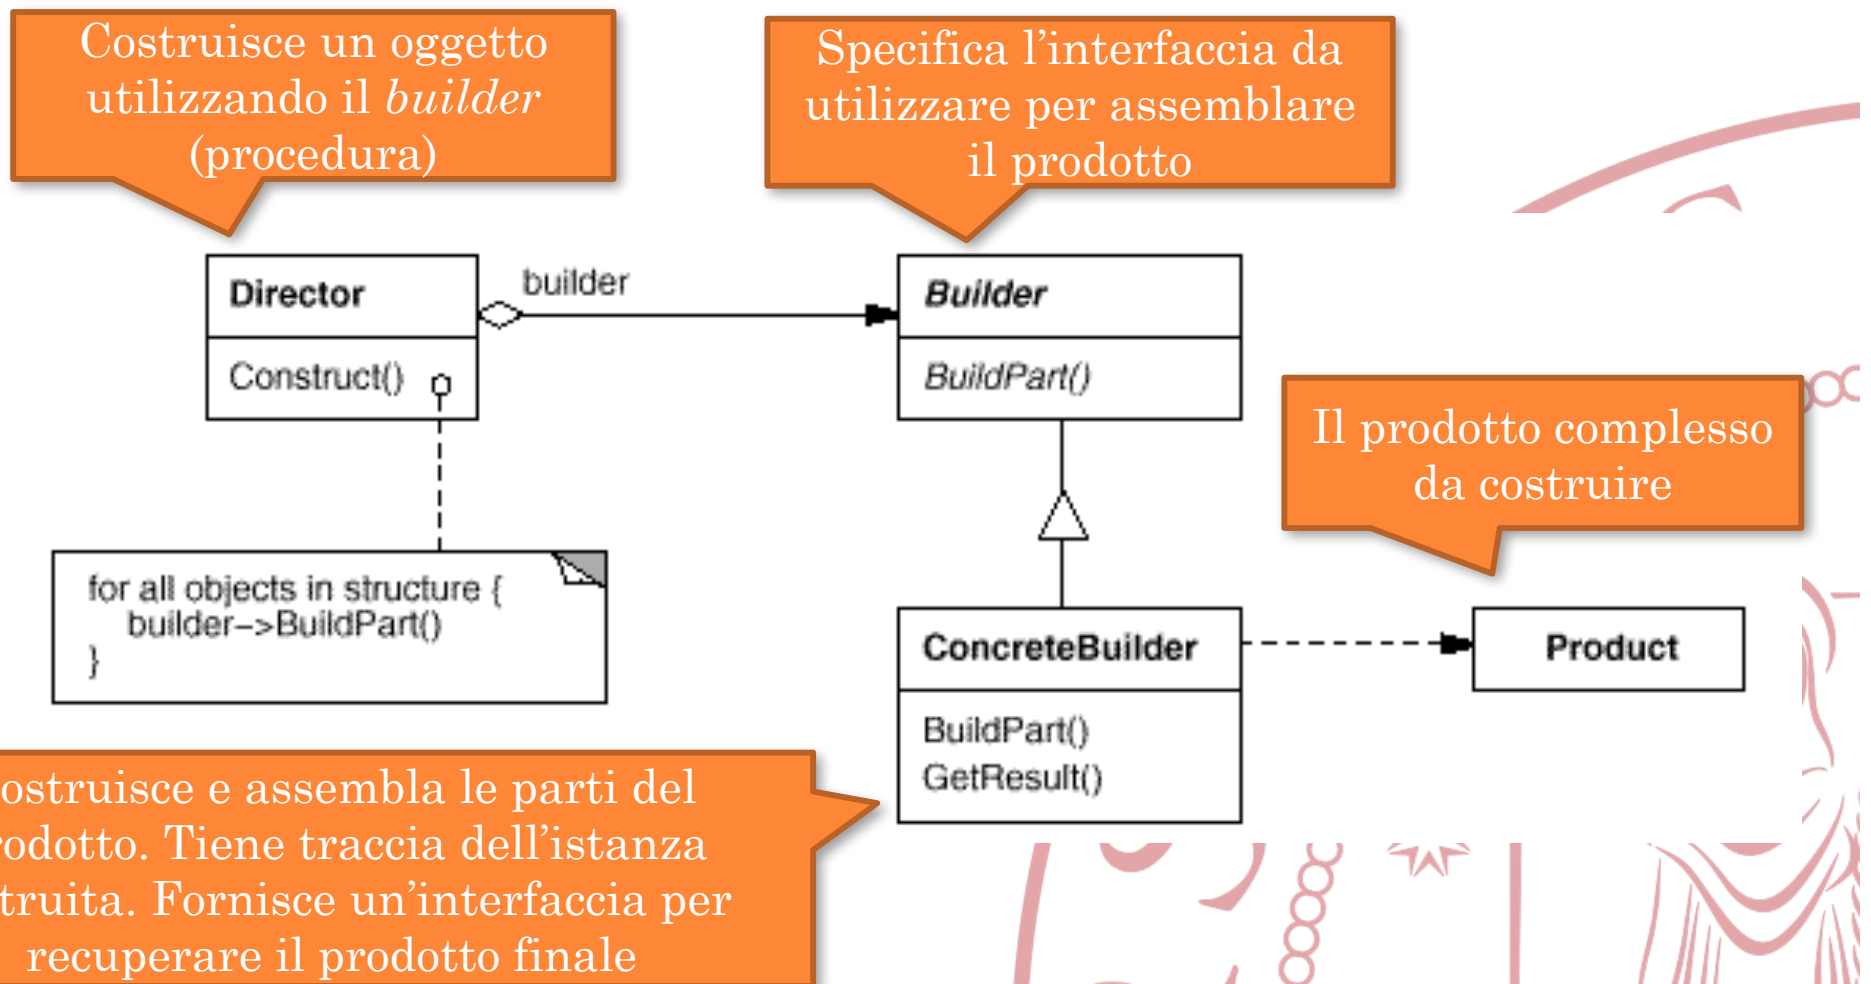 Costruisce un oggetto
utilizzando il builder
(procedura)
Specifica l’interfaccia da
utilizzare per assemblare
il prodotto
Director
builder
Builder
Construct()
BuildPart()
Il prodotto complesso
da costruire
for all objects in structure {
builder->BuildPart()
}
ConcreteBuilder
Product
BuildPart()
GetResult()
ostruisce e assembla le parti del
rodotto. Tiene traccia dell’istanza
truita. Fornisce un’interfaccia per
recuperare il prodotto finale